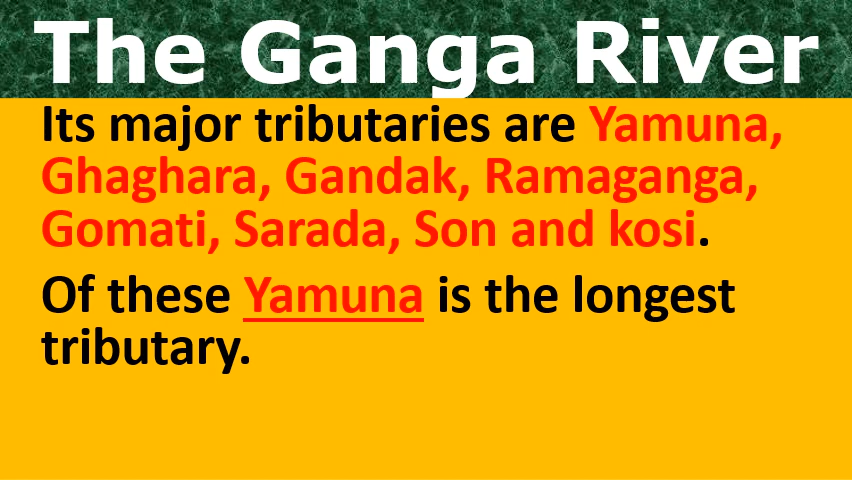 The Ganga River
Its major tributaries are Yamuna,
Ghaghara, Gandak, Ramaganga,
Gomati, Sarada, Son and kosi.
Of these Yamuna is the longest
tributary.